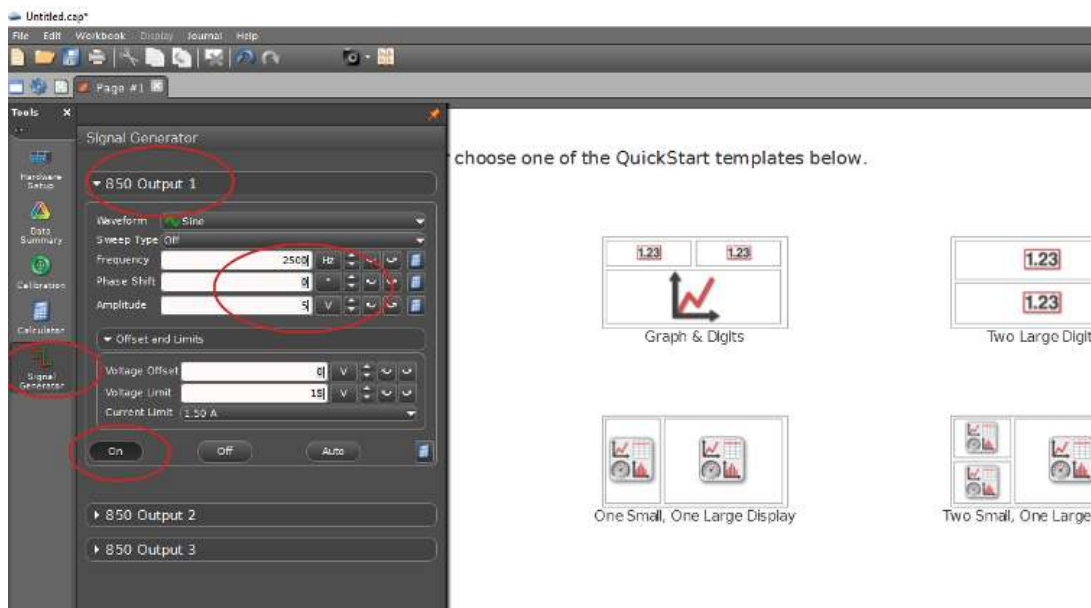 Untitled.cap*
File Edit Workbook Display Journal Help
Page #1
Tools
Signal Generator
choose one of the QuickStart templates below.
Hardware Setup
850 Output 1
Data Summary
Waveform Sine
Sweep Type Off
Frequency 2500 Hz
Phase Shift 0 °
Amplitude 5 V
Calibration
Calculator
Signal Generator
Offset and Limits
Voltage Offset 0 V
Voltage Limit 15 V
Current Limit 1.50 A
On Off Auto
850 Output 2
850 Output 3
1.23 1.23
Graph & Digits
1.23
1.23
Two Large Digit
One Small, One Large Display
Two Small, One Large